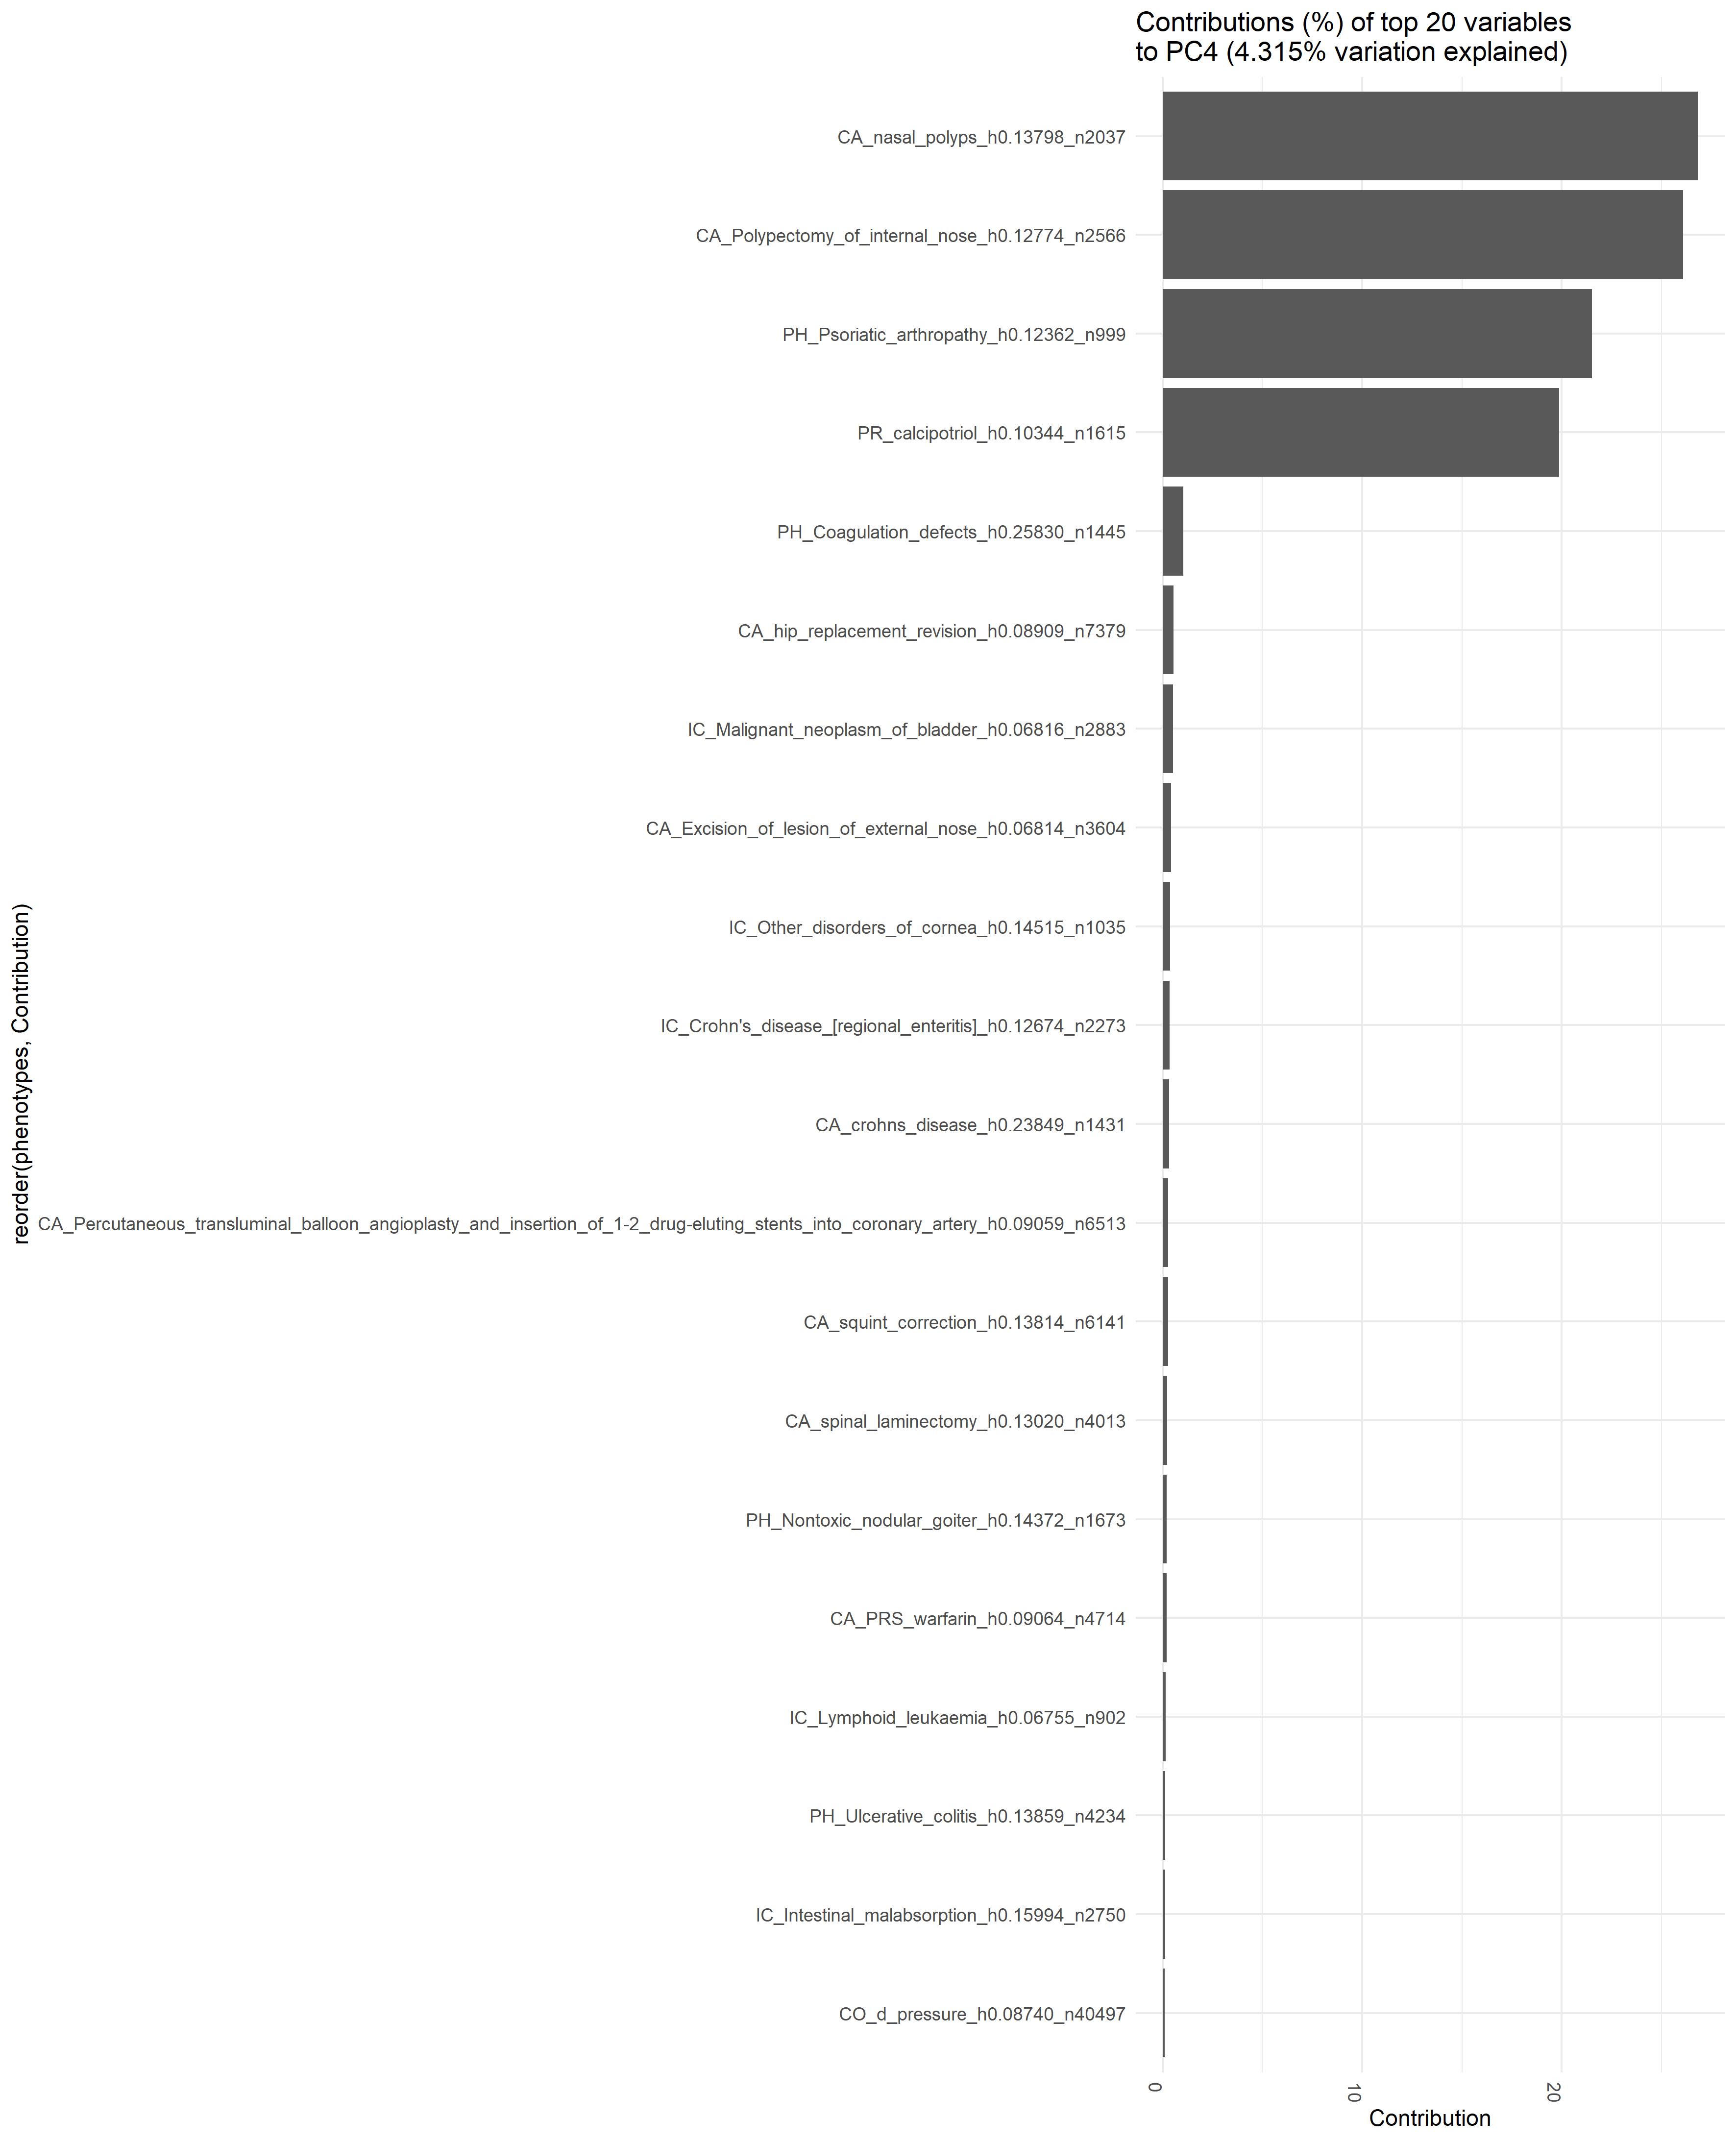 Contributions (%) of top 20 variables
to PC4 (4.315% variation explained)
CA_nasal_polyps_h0.13798_n2037
CA_Polypectomy_of_internal_nose_h0.12774_n2566
PH_Psoriatic_arthropathy_h0.12362_n999
PR_calcipotriol_h0.10344_n1615
PH_Coagulation_defects_h0.25830_n1445
CA_hip_replacement_revision_h0.08909_n7379
IC_Malignant_neoplasm_of_bladder_h0.06816_n2883
CA_Excision_of_lesion_of_external_nose_h0.06814_n3604
IC_Other_disorders_of_cornea_h0.14515_n1035
IC_Crohn's_disease_[regional_enteritis]_h0.12674_n2273
CA_crohns_disease_h0.23849_n1431
CA_Percutaneous_transluminal_balloon_angioplasty_and_insertion_of_1-2_drug-eluting_stents_into_coronary_artery_h0.09059_n6513
CA_squint_correction_h0.13814_n6141
CA_spinal_laminectomy_h0.13020_n4013
PH_Nontoxic_nodular_goiter_h0.14372_n1673
CA_PRS_warfarin_h0.09064_n4714
IC_Lymphoid_leukaemia_h0.06755_n902
PH_Ulcerative_colitis_h0.13859_n4234
IC_Intestinal_malabsorption_h0.15994_n2750
CO_d_pressure_h0.08740_n40497
reorder(phenotypes, Contribution)
0
10
20
Contribution